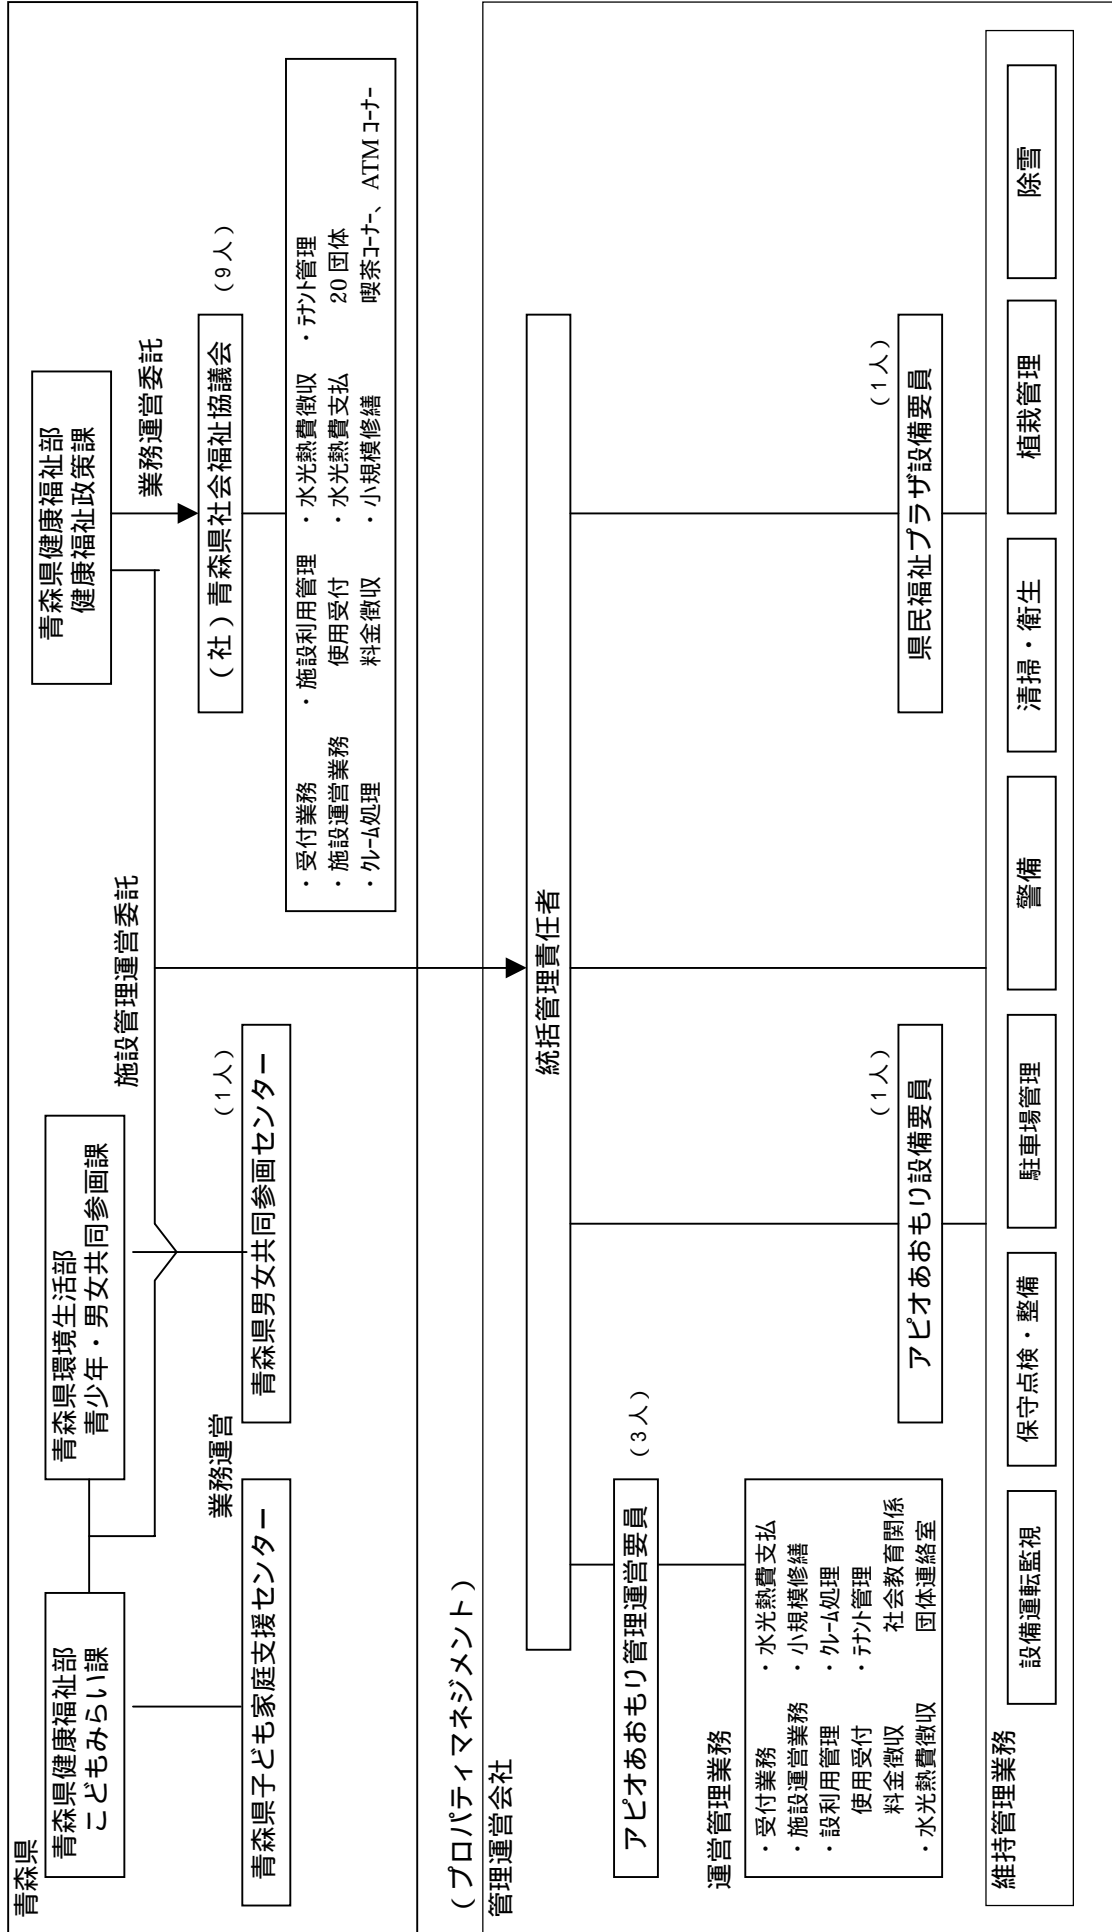 青森県
青森県健康福祉部
こどもみらい課
青森県環境生活部
青少年・男女共同参画課
青森県健康福祉部
健康福祉政策課
施設管理運営委託
業務運営委託
業務運営
青森県子ども家庭支援センター
青森県男女共同参画センター
(1人)
(社)青森県社会福祉協議会
(9人)
・受付業務 ・施設利用管理 ・水光熱費徴収 ・テナント管理
・施設運営業務 使用受付 ・水光熱費支払 20団体
・クレーム処理 料金徴収 ・小規模修繕 喫茶コーナー、ATMコーナー
(プロパティマネジメント)
管理運営会社
統括管理責任者
アピオあおもり管理運営要員
(3人)
運営管理業務
・受付業務 ・水光熱費支払
・施設運営業務 ・小規模修繕
・設利用管理 ・クレーム処理
使用受付 ・テナント管理
料金徴収 社会教育関係
・水光熱費徴収 団体連絡室
アピオあおもり設備要員
(1人)
県民福祉プラザ設備要員
(1人)
維持管理業務
設備運転監視
保守点検・整備
駐車場管理
警備
清掃・衛生
植栽管理
除雪